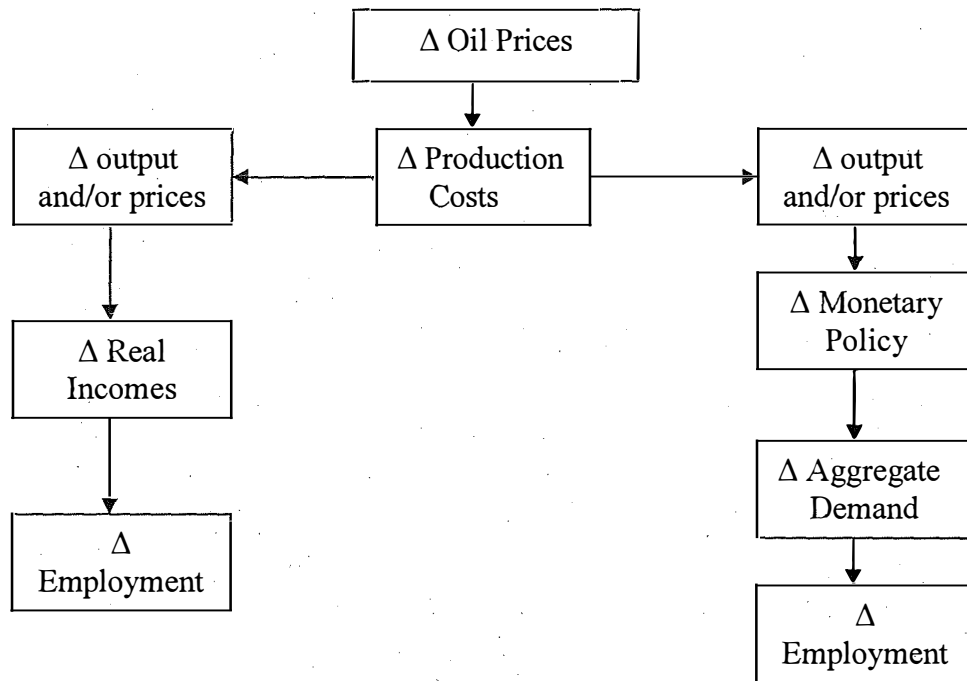 Δ Oil Prices
Δ output
and/or prices
Δ Production
Costs
Δ output
and/or prices
Δ Real
Incomes
Δ Monetary
Policy
Δ
Employment
Δ Aggregate
Demand
Δ
Employment